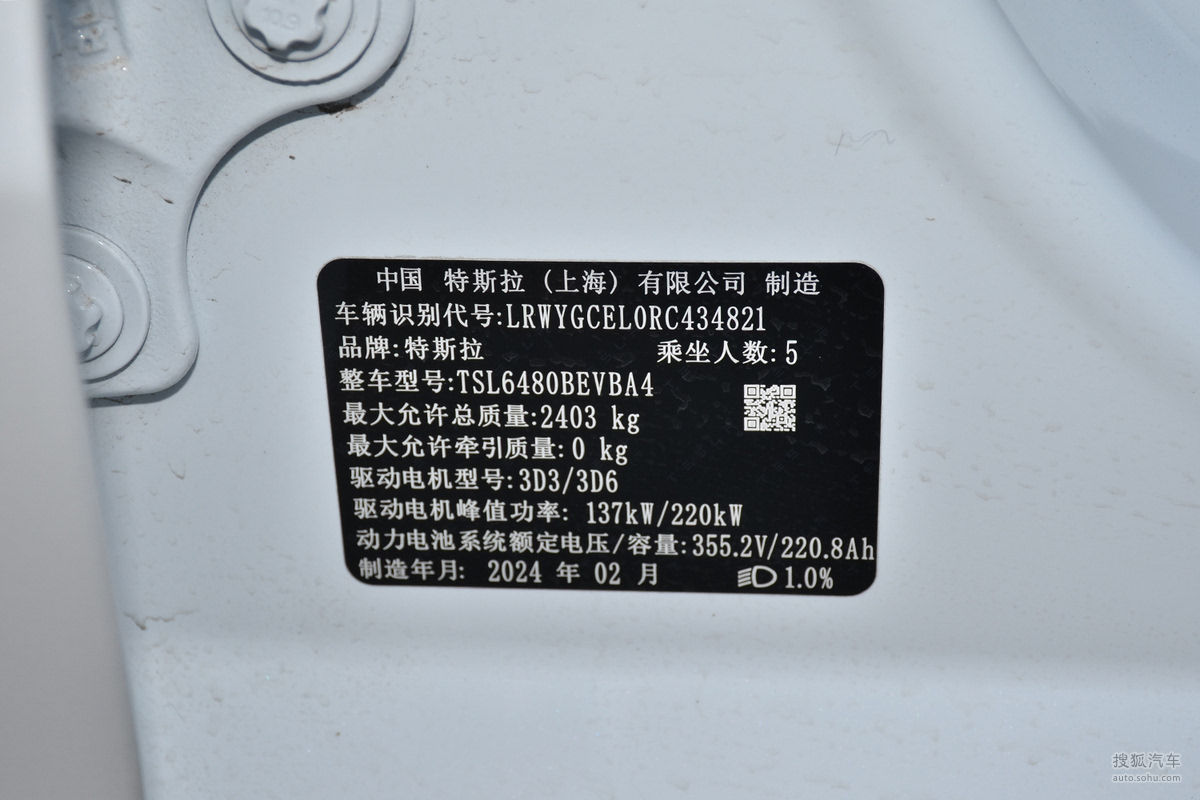 10.9
中国 特斯拉 (上海) 有限公司 制造
车辆识别代号:LRWYGCEL0RC434821
品牌:特斯拉 乘坐人数:5
整车型号:TSL6480BEVBA4
最大允许总质量:2403 kg
最大允许牵引质量:0 kg
驱动电机型号:3D3/3D6
驱动电机峰值功率: 137kW/220kW
动力电池系统额定电压/容量:355.2V/220.8Ah
制造年月: 2024 年 02 月 1.0%
搜狐汽车
auto.sohu.com